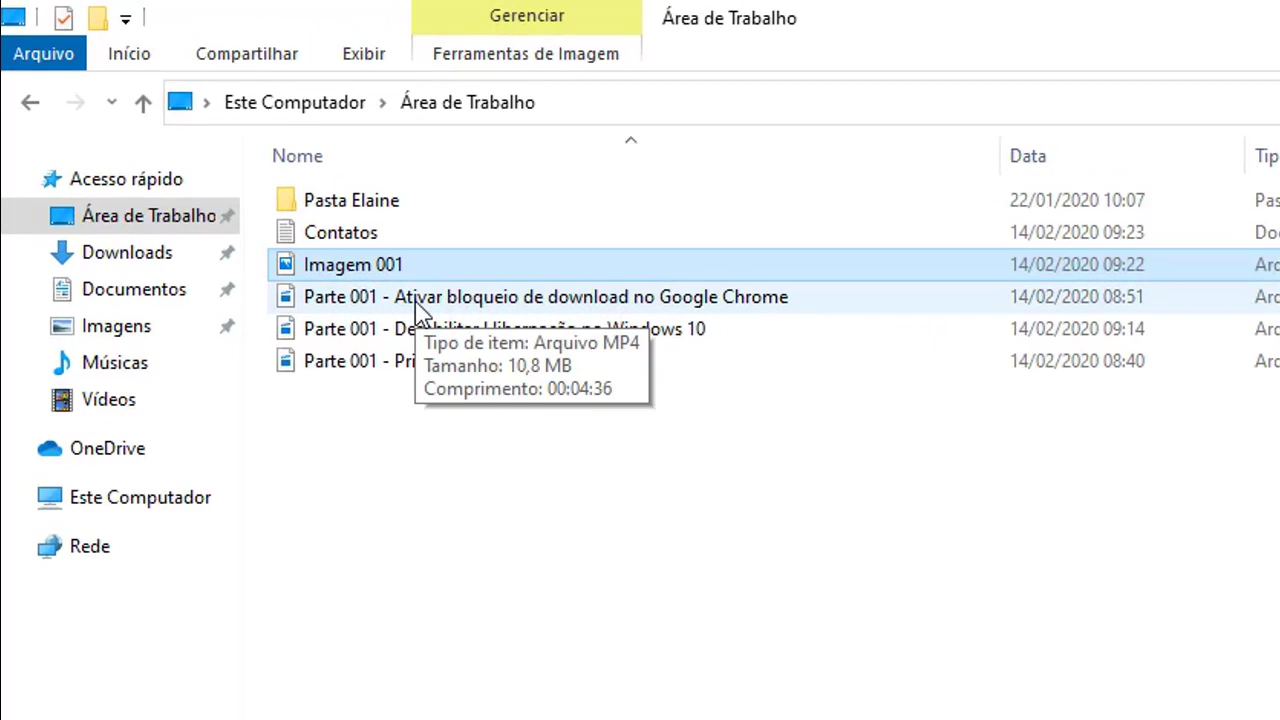 Gerenciar
Área de Trabalho
Arquivo
Início
Compartilhar
Exibir
Ferramentas de Imagem
Este Computador
Área de Trabalho
Nome
Data
Acesso rápido
Área de Trabalho
Downloads
Documentos
Imagens
Músicas
Vídeos
OneDrive
Este Computador
Rede
Pasta Elaine 22/01/2020 10:07
Contatos 14/02/2020 09:23
Imagem 001 14/02/2020 09:22
Parte 001 - Ativar bloqueio de download no Google Chrome 14/02/2020 08:51
Parte 001 - Windows 10 14/02/2020 09:14
Parte 001 - 14/02/2020 08:40
Tipo de item: Arquivo MP4
Tamanho: 10,8 MB
Comprimento: 00:04:36